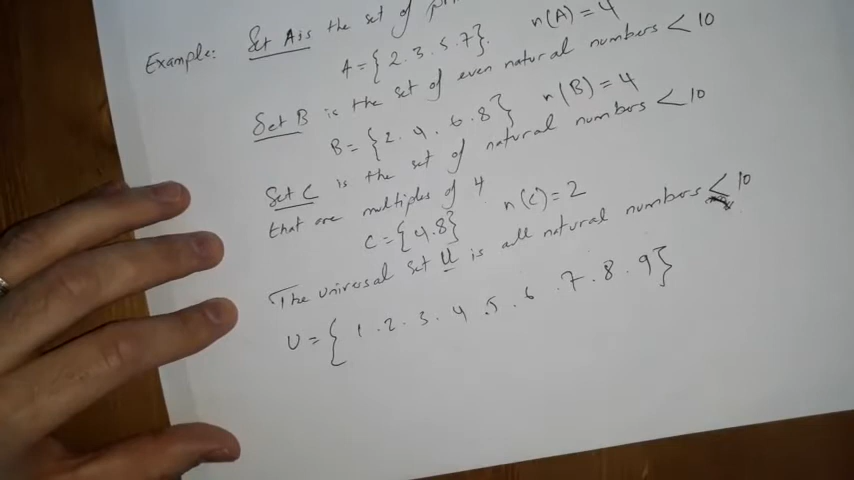 Example: Set A is the set of
A = {2.3.5.7}. n(A) = 4
Set B is the set of even natural numbers < 10
B = {2.4.6.8} n(B) = 4
Set C is the set of natural numbers < 10
that are multiples of 4
C = {4.8} n(C) = 2
The universal set U is all natural numbers < 10
U = {1.2.3.4.5.6.7.8.9}